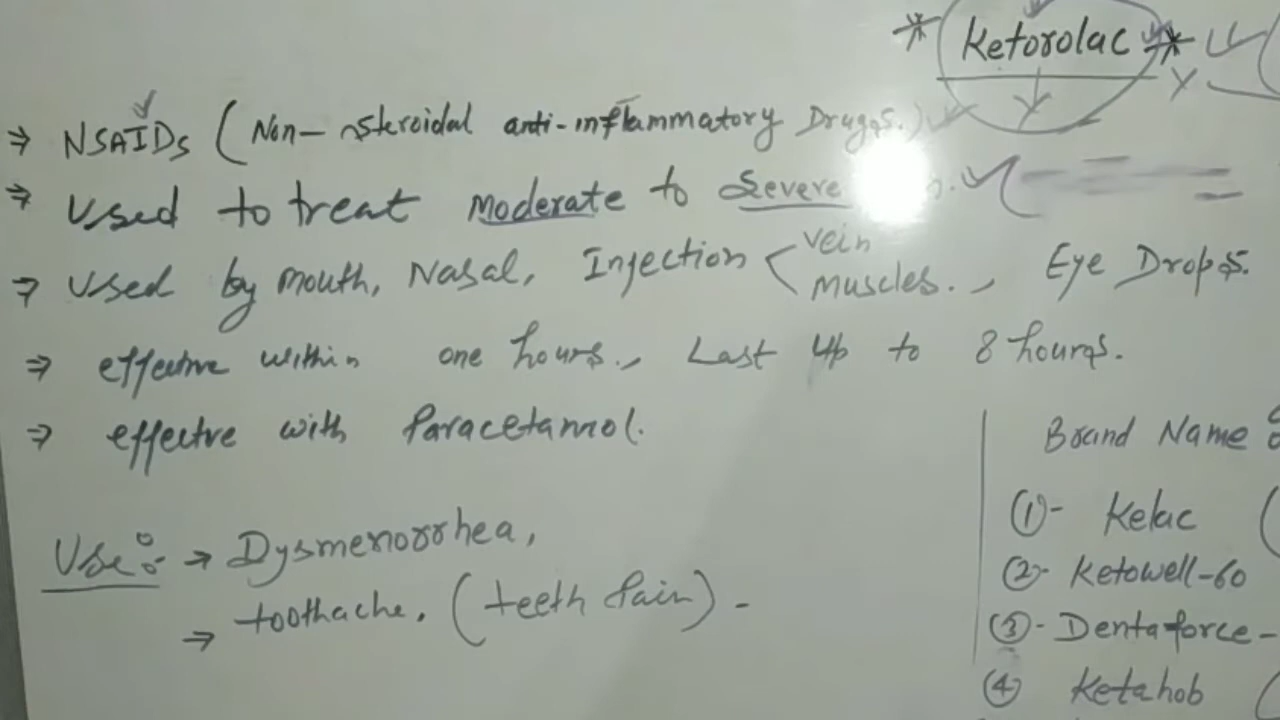 * Ketorolac *
⇒ NSAIDs (Non-nsteroidal anti-inflammatory Drugs.)
⇒ Used to treat Moderate to Severe
⇒ Used by mouth, Nasal, Injection < vein muscles., Eye Drops.
⇒ effective within one hours., Last up to 8 hours.
⇒ effectve with Paracetamol.
Use: → Dysmenorrhea,
→ toothache. (teeth Pain) -
Brand Name :
①- Kelac (
②- Ketowell-60
③- Dentaforce-
④ Ketahob (